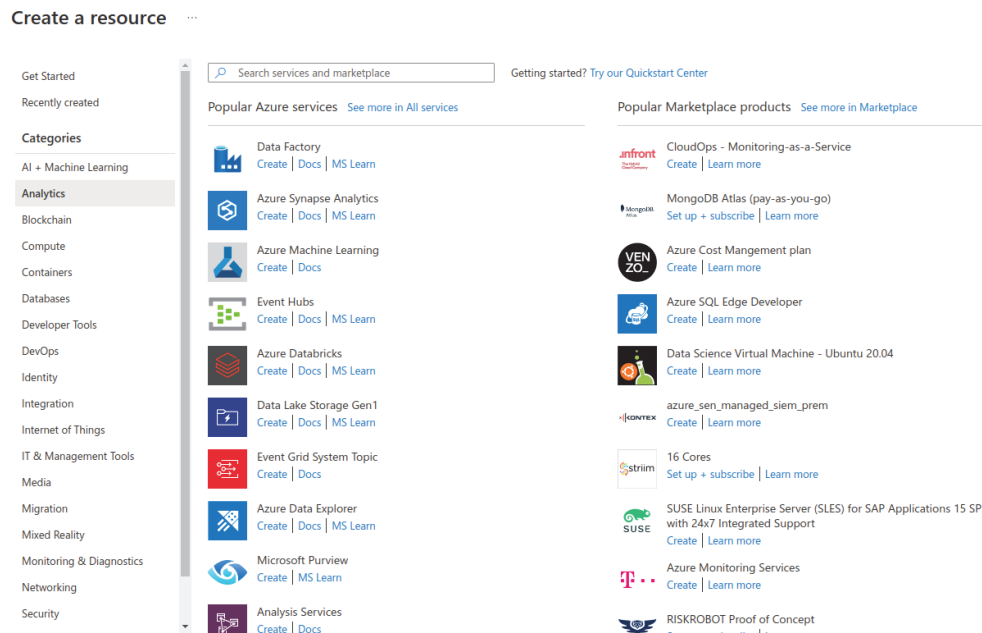 Create a resource ...
Get Started
Recently created
Categories
AI + Machine Learning
Analytics
Blockchain
Compute
Containers
Databases
Developer Tools
DevOps
Identity
Integration
Internet of Things
IT & Management Tools
Media
Migration
Mixed Reality
Monitoring & Diagnostics
Networking
Security
Search services and marketplace
Getting started? Try our Quickstart Center
Popular Azure services See more in All services
Data Factory
Create | Docs | MS Learn
Azure Synapse Analytics
Create | Docs | MS Learn
Azure Machine Learning
Create | Docs
Event Hubs
Create | Docs | MS Learn
Azure Databricks
Create | Docs | MS Learn
Data Lake Storage Gen1
Create | Docs | MS Learn
Event Grid System Topic
Create | Docs
Azure Data Explorer
Create | Docs | MS Learn
Microsoft Purview
Create | MS Learn
Analysis Services
Create | Docs
Popular Marketplace products See more in Marketplace
infront
CloudOps - Monitoring-as-a-Service
Create | Learn more
MongoDB
Atlas
MongoDB Atlas (pay-as-you-go)
Set up + subscribe | Learn more
VEN
ZO_
Azure Cost Mangement plan
Create | Learn more
Azure SQL Edge Developer
Create | Learn more
Data Science Virtual Machine - Ubuntu 20.04
Create | Learn more
KONTEX
azure_sen_managed_siem_prem
Create | Learn more
striim
16 Cores
Set up + subscribe | Learn more
SUSE
SUSE Linux Enterprise Server (SLES) for SAP Applications 15 SP
with 24x7 Integrated Support
Create | Learn more
T
Azure Monitoring Services
Create | Learn more
RISKROBOT Proof of Concept